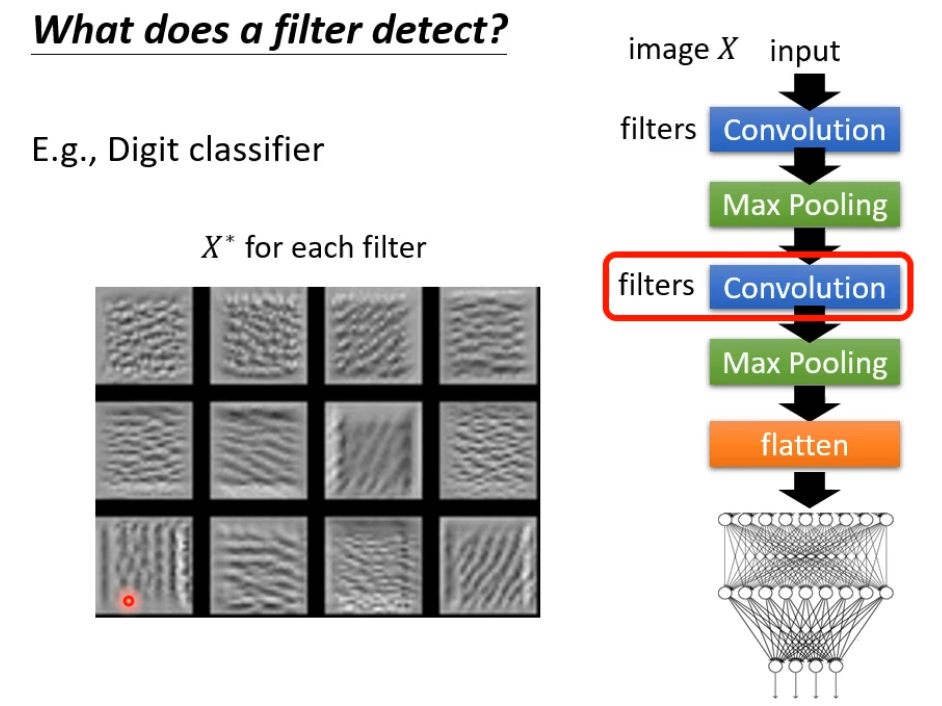 What does a filter detect?
image X input
filters Convolution
E.g., Digit classifier
Max Pooling
X* for each filter
filters Convolution
Max Pooling
flatten